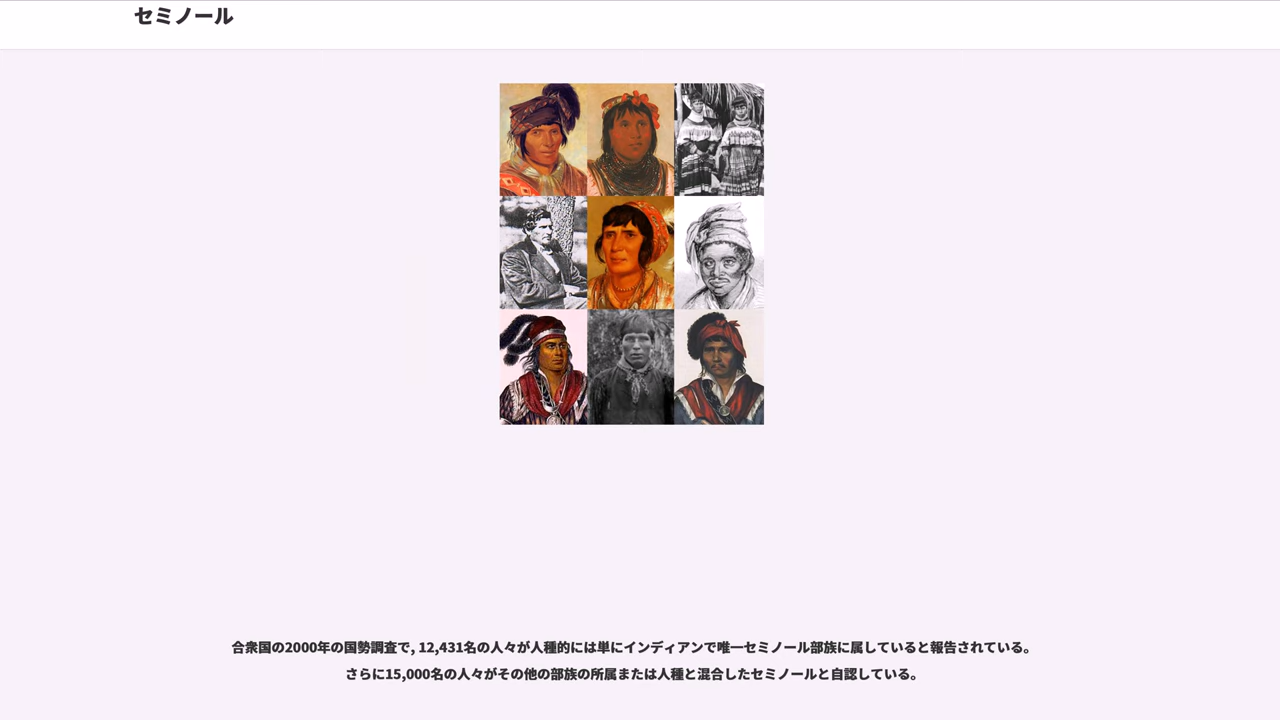 セミノール
合衆国の2000年の国勢調査で, 12,431名の人々が人種的には単にインディアンで唯一セミノール部族に属していると報告されている。
さらに15,000名の人々がその他の部族の所属または人種と混合したセミノールと自認している。